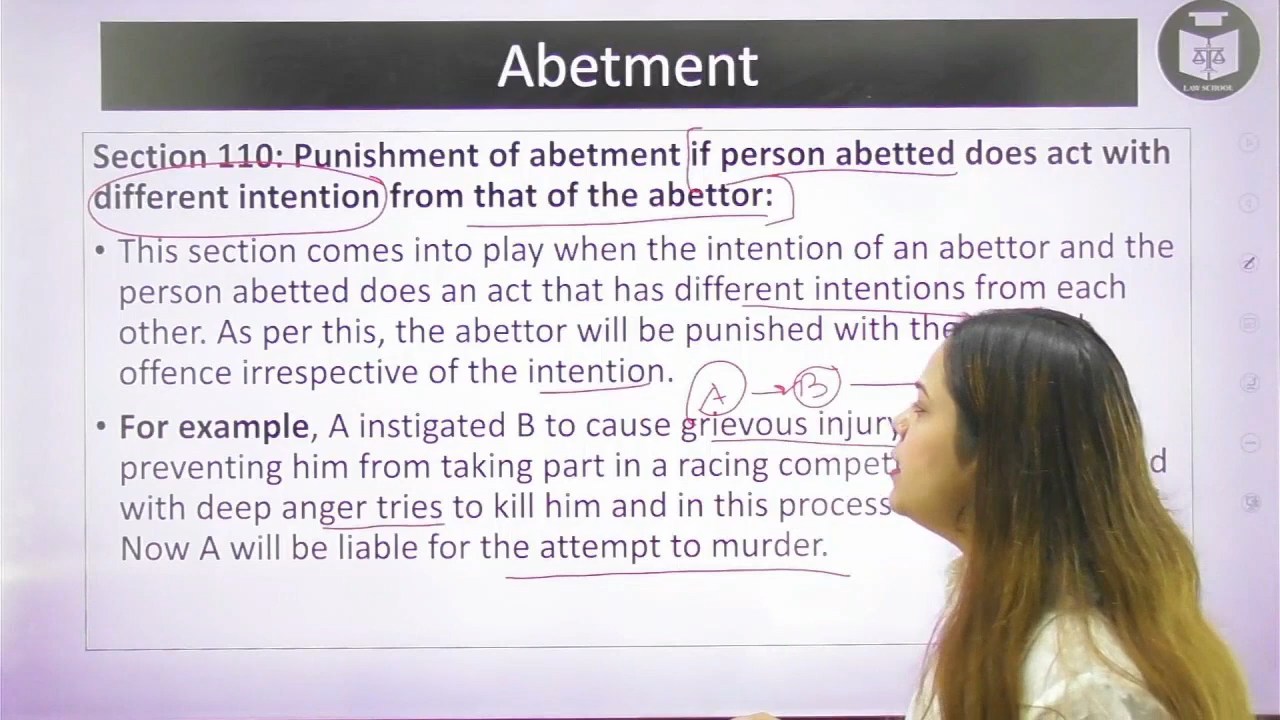 Abetment
LAW SCHOOL
Section 110: Punishment of abetment if person abetted does act with
different intention from that of the abettor:
• This section comes into play when the intention of an abettor and the
person abetted does an act that has different intentions from each
other. As per this, the abettor will be punished with the
offence irrespective of the intention.
A → B
• For example, A instigated B to cause grievous injury
preventing him from taking part in a racing
with deep anger tries to kill him and in this process
Now A will be liable for the attempt to murder.